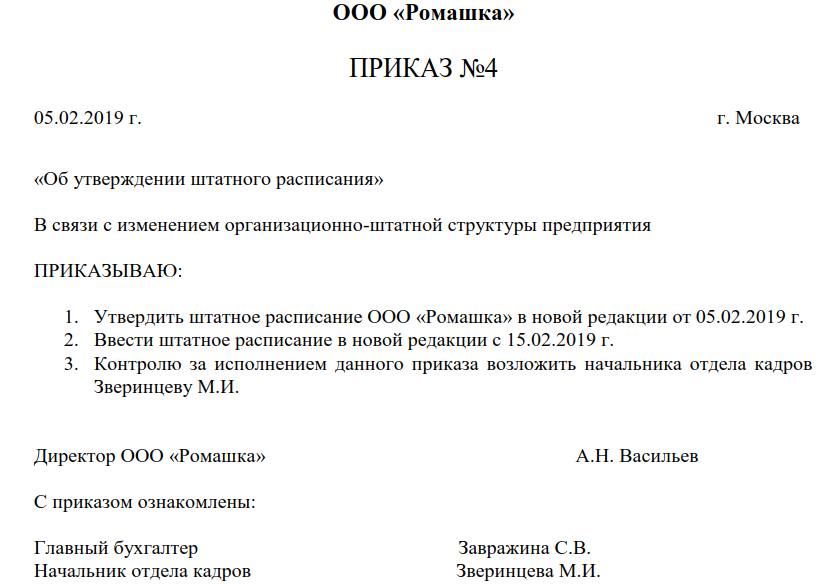 ООО «Ромашка»
ПРИКАЗ №4
05.02.2019 г. г. Москва
«Об утверждении штатного расписания»
В связи с изменением организационно-штатной структуры предприятия
ПРИКАЗЫВАЮ:
1. Утвердить штатное расписание ООО «Ромашка» в новой редакции от 05.02.2019 г.
2. Ввести штатное расписание в новой редакции с 15.02.2019 г.
3. Контролю за исполнением данного приказа возложить начальника отдела кадров
Зверинцеву М.И.
Директор ООО «Ромашка» А.Н. Васильев
С приказом ознакомлены:
Главный бухгалтер Завражина С.В.
Начальник отдела кадров Зверинцева М.И.